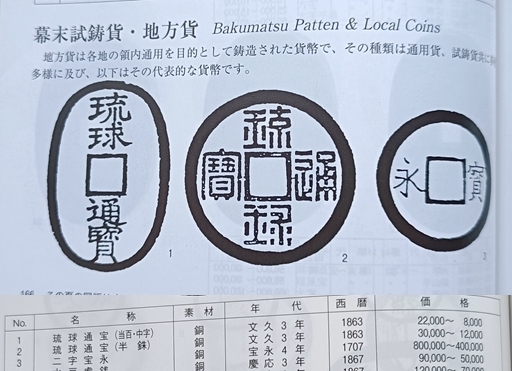 幕末試鋳貨・地方貨 Bakumatsu Patten & Local Coins
地方貨は各地の領内通用を目的として鋳造された貨幣で、その種類は通用貨、試鋳貨
多様に及び、以下はその代表的な貨幣です。
琉球
通寳
1
琉
寶 通
球
2
永 寳
3
No. 名 称 素材 年 代 西暦 価 格
1 琉球通宝(当百・中字) 銅 文久3年 1863 22,000〜 8,000
2 琉球通宝(半銖) 銅 文久3年 1863 30,000〜 12,000
3 二字宝永 銅 宝永4年 1707 800,000〜400,000
銅 慶応3年 1867 90,000〜 50,000